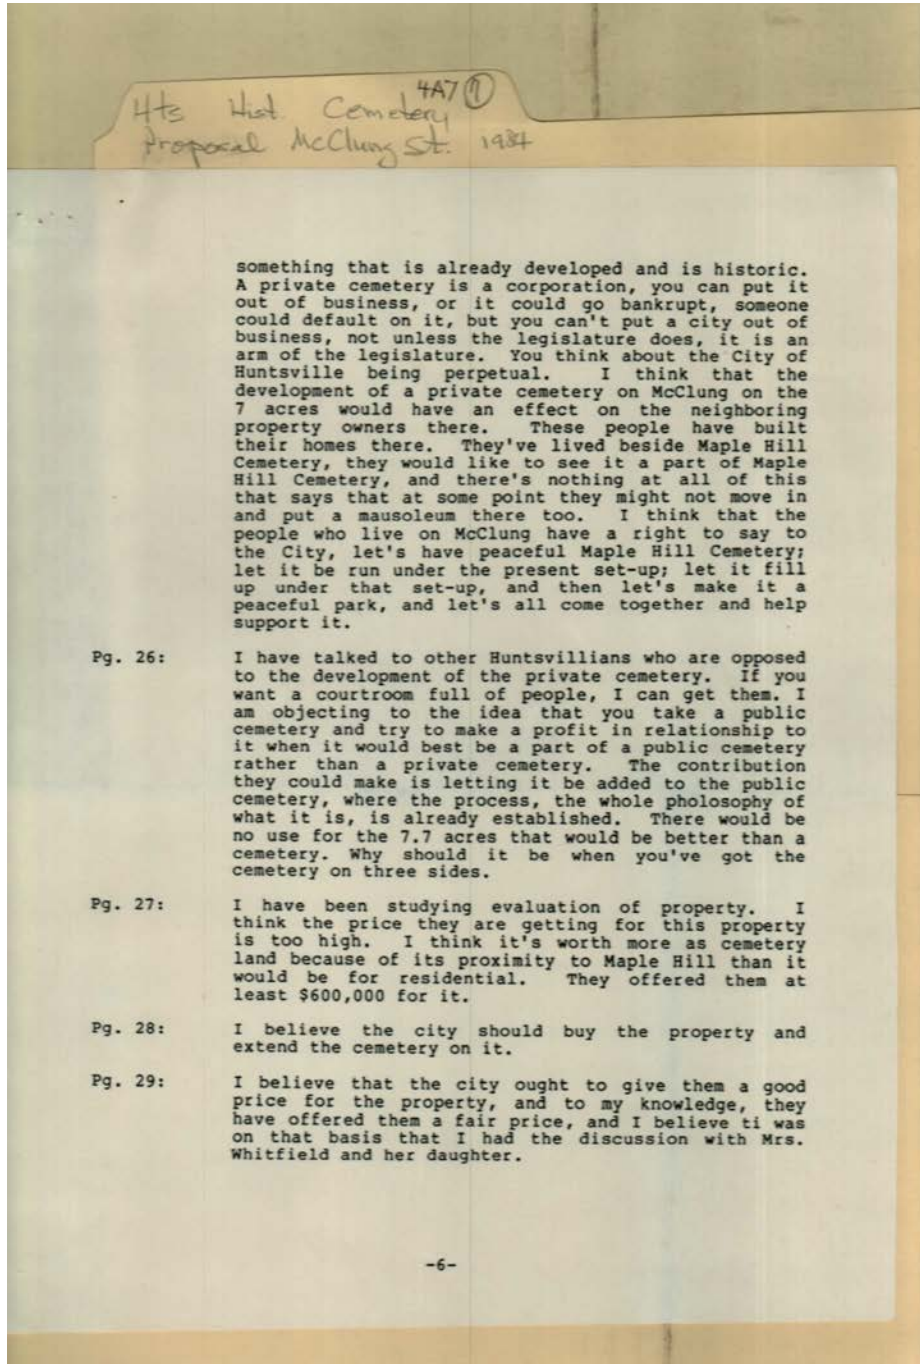 4A7 7
Hts Hist. Cemetery
Proposal McClung St. 1984
something that is already developed and is historic.
A private cemetery is a corporation, you can put it
out of business, or it could go bankrupt, someone
could default on it, but you can't put a city out of
business, not unless the legislature does, it is an
arm of the legislature. You think about the City of
Huntsville being perpetual. I think that the
development of a private cemetery on McClung on the
7 acres would have an effect on the neighboring
property owners there. These people have built
their homes there. They've lived beside Maple Hill
Cemetery, they would like to see it a part of Maple
Hill Cemetery, and there's nothing at all of this
that says that at some point they might not move in
and put a mausoleum there too. I think that the
people who live on McClung have a right to say to
the City, let's have peaceful Maple Hill Cemetery;
let it be run under the present set-up; let it fill
up under that set-up, and then let's make it a
peaceful park, and let's all come together and help
support it.
Pg. 26: I have talked to other Huntsvillians who are opposed
to the development of the private cemetery. If you
want a courtroom full of people, I can get them. I
am objecting to the idea that you take a public
cemetery and try to make a profit in relationship to
it when it would best be a part of a public cemetery
rather than a private cemetery. The contribution
they could make is letting it be added to the public
cemetery, where the process, the whole pholosophy of
what it is, is already established. There would be
no use for the 7.7 acres that would be better than a
cemetery. Why should it be when you've got the
cemetery on three sides.
Pg. 27: I have been studying evaluation of property. I
think the price they are getting for this property
is too high. I think it's worth more as cemetery
land because of its proximity to Maple Hill than it
would be for residential. They offered them at
least $600,000 for it.
Pg. 28: I believe the city should buy the property and
extend the cemetery on it.
Pg. 29: I believe that the city ought to give them a good
price for the property, and to my knowledge, they
have offered them a fair price, and I believe ti was
on that basis that I had the discussion with Mrs.
Whitfield and her daughter.
-6-